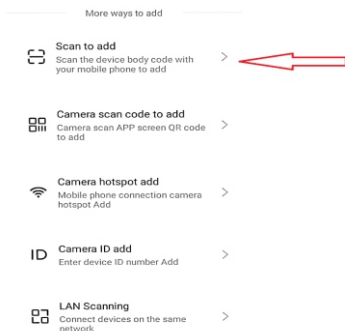 More ways to add
Scan to add
Scan the device body code with
your mobile phone to add
Camera scan code to add
Camera scan APP screen QR code
to add
Camera hotspot add
Mobile phone connection camera
hotspot Add
ID
Camera ID add
Enter device ID number Add
LAN Scanning
Connect devices on the same
network